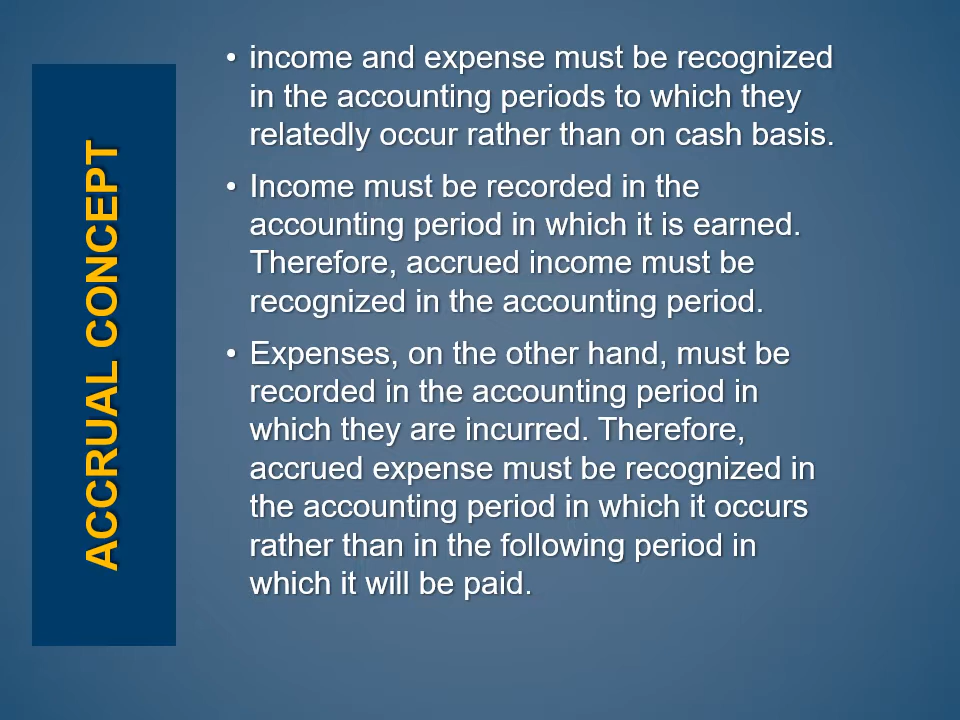 ACCRUAL CONCEPT
• income and expense must be recognized
in the accounting periods to which they
relatedly occur rather than on cash basis.
• Income must be recorded in the
accounting period in which it is earned.
Therefore, accrued income must be
recognized in the accounting period.
• Expenses, on the other hand, must be
recorded in the accounting period in
which they are incurred. Therefore,
accrued expense must be recognized in
the accounting period in which it occurs
rather than in the following period in
which it will be paid.